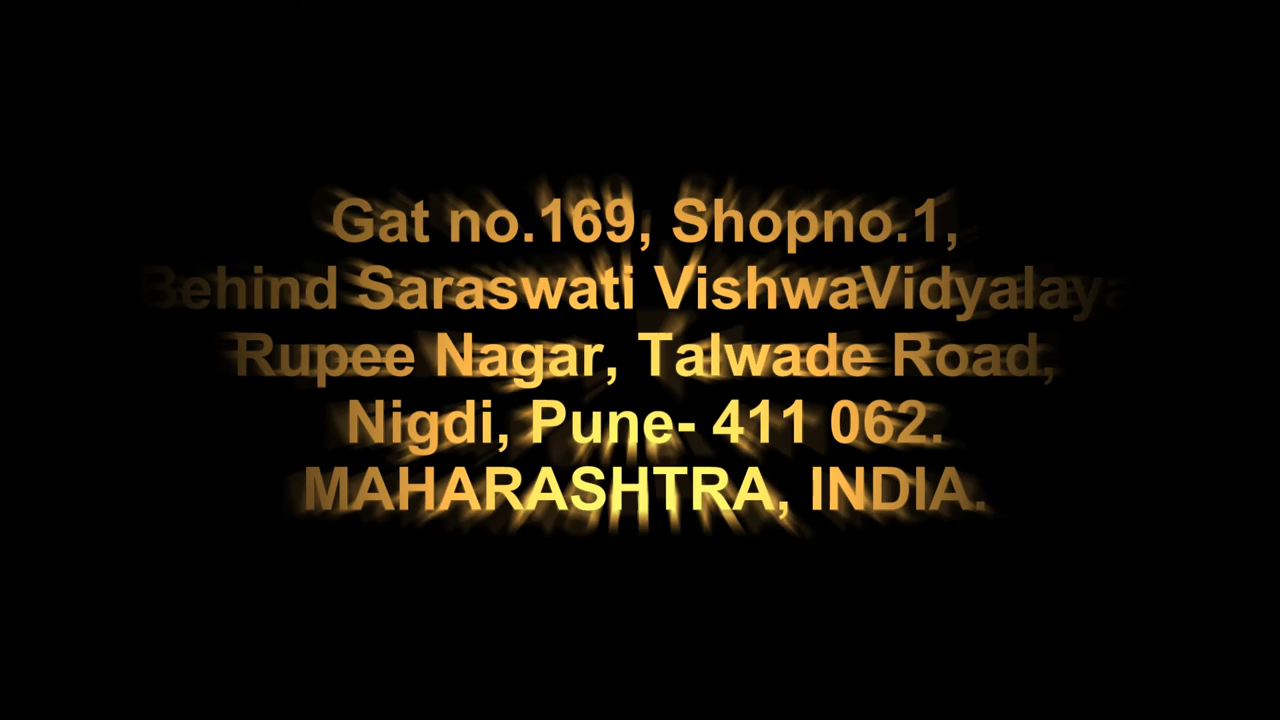 Gat no.169, Shopno.1,
Behind Saraswati VishwaVidyalaya
Rupee Nagar, Talwade Road,
Nigdi, Pune- 411 062.
MAHARASHTRA, INDIA.